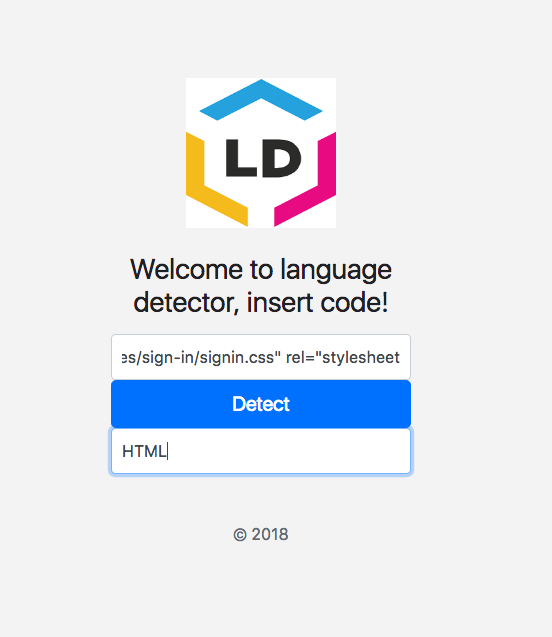 LD
Welcome to language
detector, insert code!
es/sign-in/signin.css" rel="stylesheet
Detect
HTML
© 2018